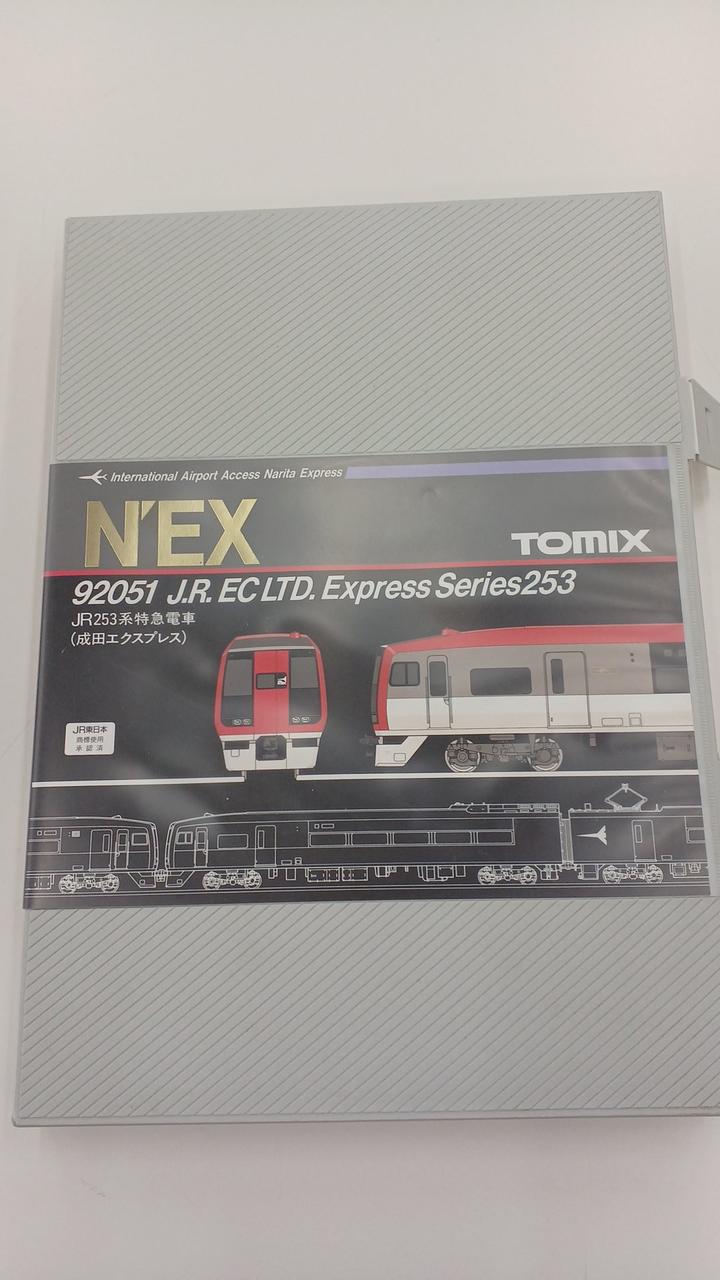 International Airport Access Narita Express
N'EX
TOMIX
92051 J.R. EC LTD. Express Series253
JR253系特急電車
(成田エクスプレス)
JR東日本
商標使用
承認済